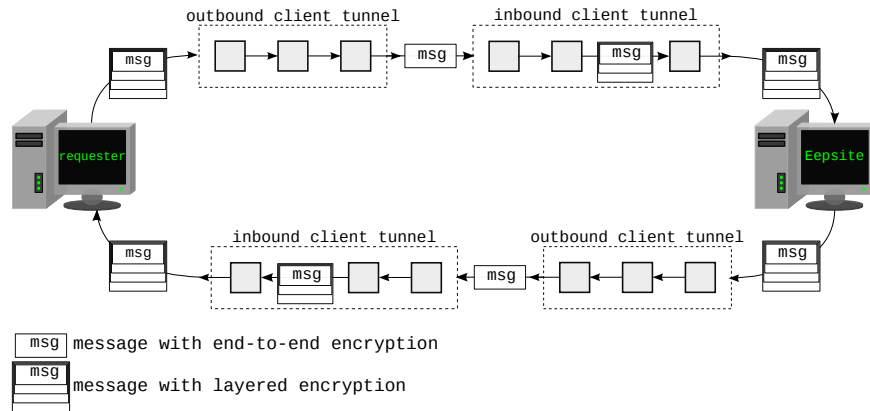 outbound client tunnel
inbound client tunnel
msg
msg
msg
msg
requester
Eepsite
inbound client tunnel
outbound client tunnel
msg
msg
msg
msg
msg
message with end-to-end encryption
msg
message with layered encryption